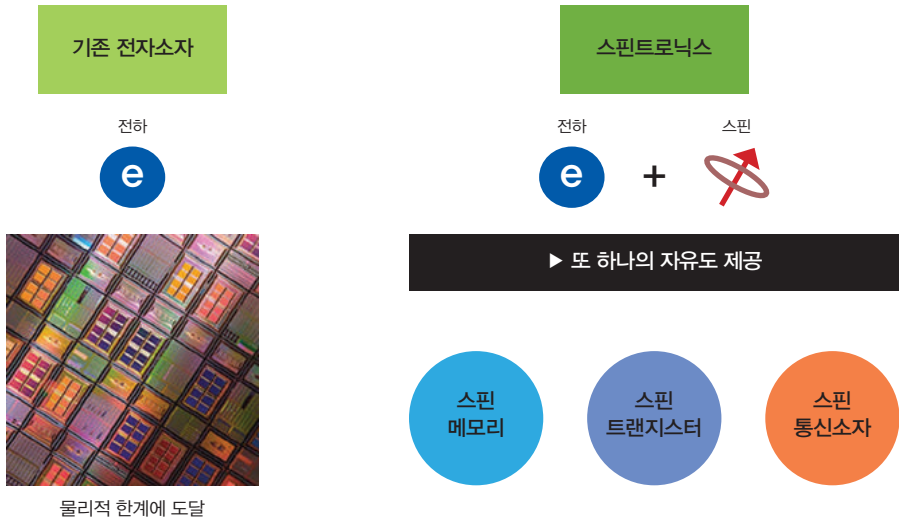 기존 전자소자
전하
e
물리적 한계에 도달
스핀트로닉스
전하
스핀
e
+
▶ 또 하나의 자유도 제공
스핀
메모리
스핀
트랜지스터
스핀
통신소자